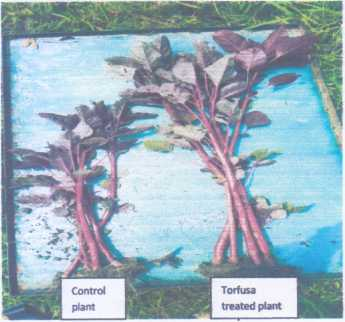 Control
plant
Torfusa
treated plant